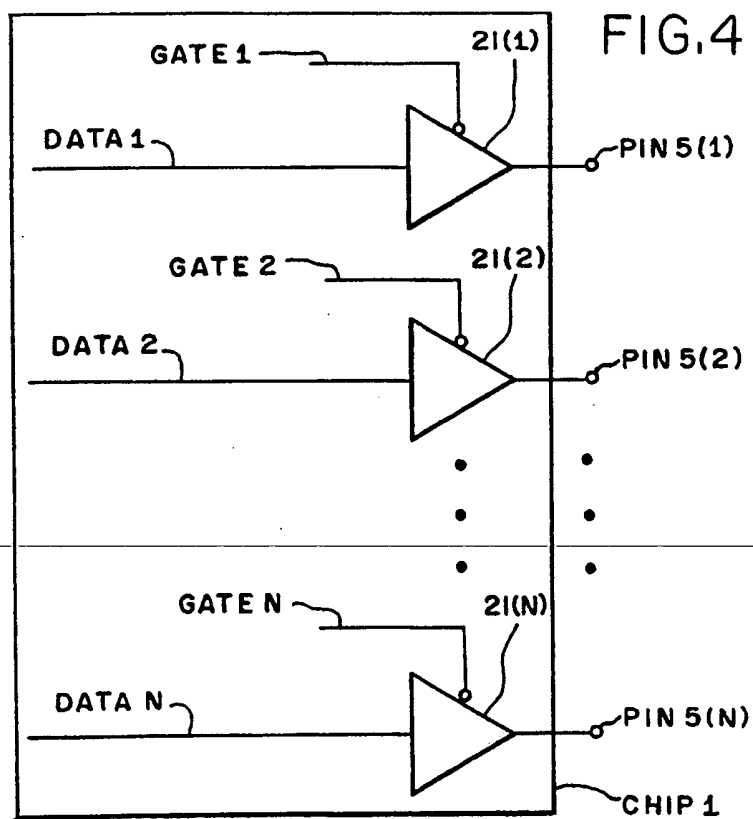 FIG.4
GATE 1
21(1)
DATA 1
PIN 5(1)
GATE 2
21(2)
DATA 2
PIN 5(2)
GATE N
21(N)
DATA N
PIN 5(N)
CHIP 1